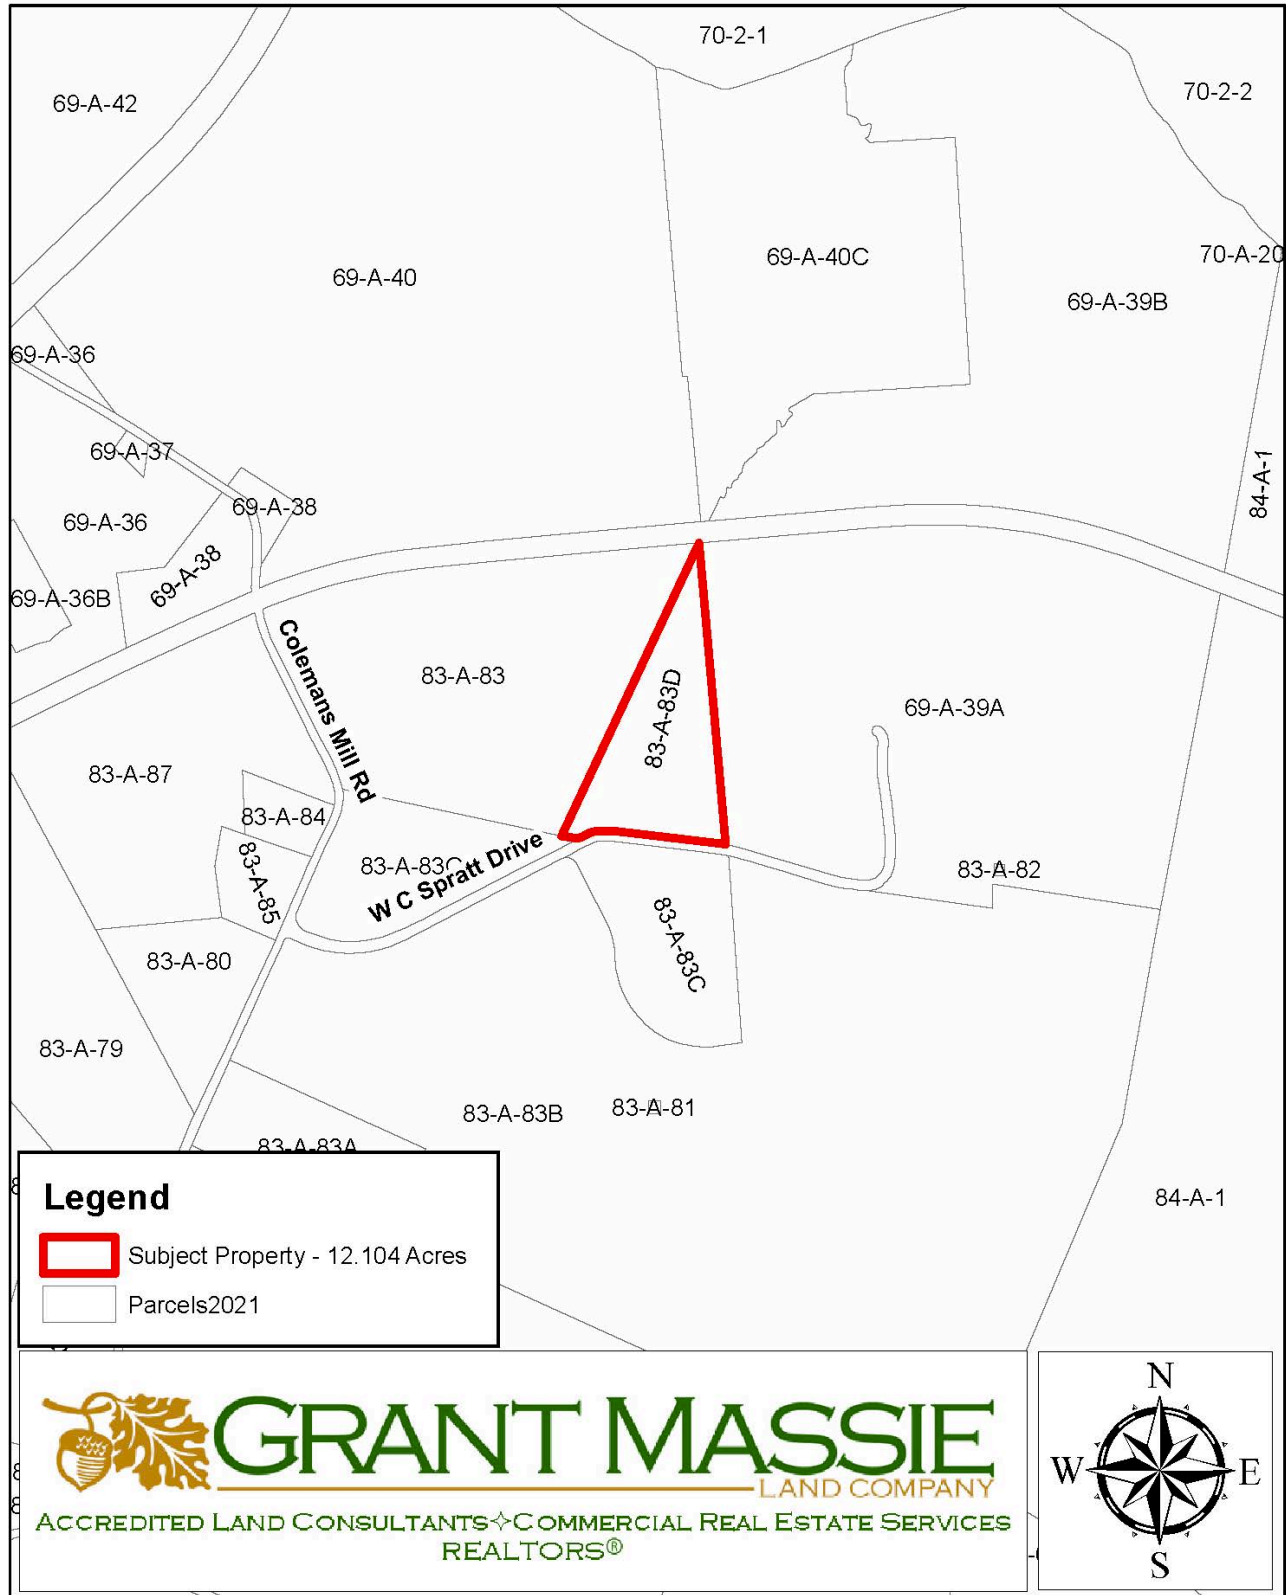 70-2-1
69-A-42
70-2-2
70-A-20
69-A-40C
69-A-40
69-A-39B
69-A-36
69-A-37
84-A-1
69-A-38
69-A-36
69-A-38
69-A-36B
Colemans Mill Rd
83-A-83
83-A-83D
69-A-39A
83-A-87
83-A-84
83-A-85
83-A-83C
W C Spratt Drive
83-A-82
83-A-83C
83-A-80
83-A-79
83-A-83B
83-A-81
83-A-83A
84-A-1
Legend
Subject Property - 12.104 Acres
Parcels2021
GRANT MASSIE
LAND COMPANY
ACCREDITED LAND CONSULTANTS✧COMMERCIAL REAL ESTATE SERVICES
REALTORS®
N
W E
S